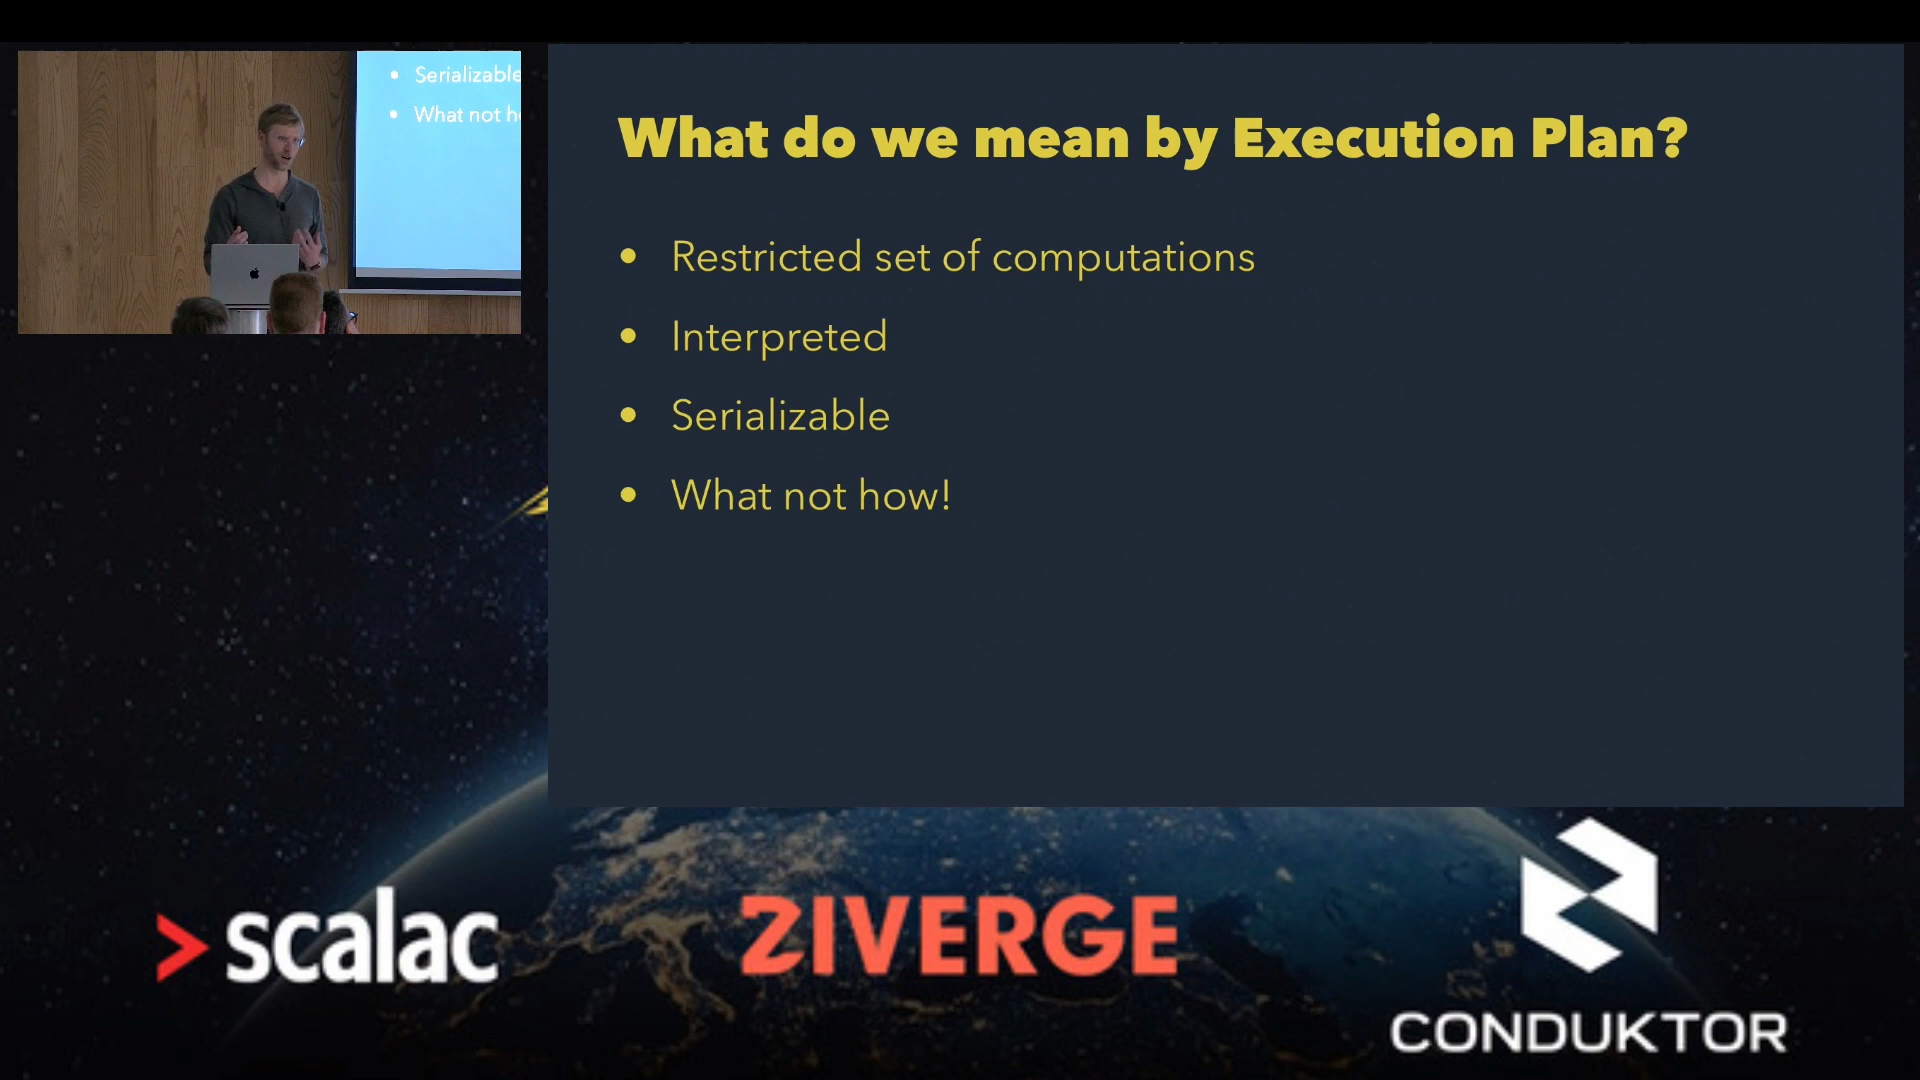 Serializable
What not h
What do we mean by Execution Plan?
• Restricted set of computations
• Interpreted
• Serializable
• What not how!
scalac
ZIVERGE
CONDUKTOR